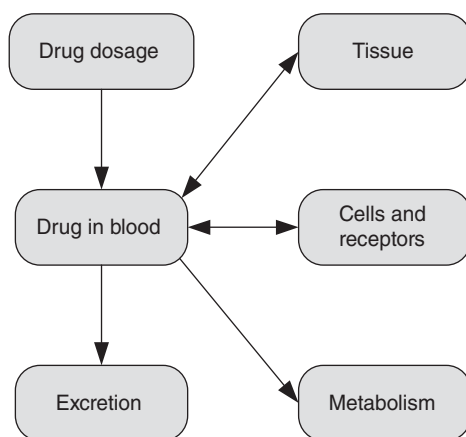 Drug dosage
Tissue
Drug in blood
Cells and
receptors
Excretion
Metabolism